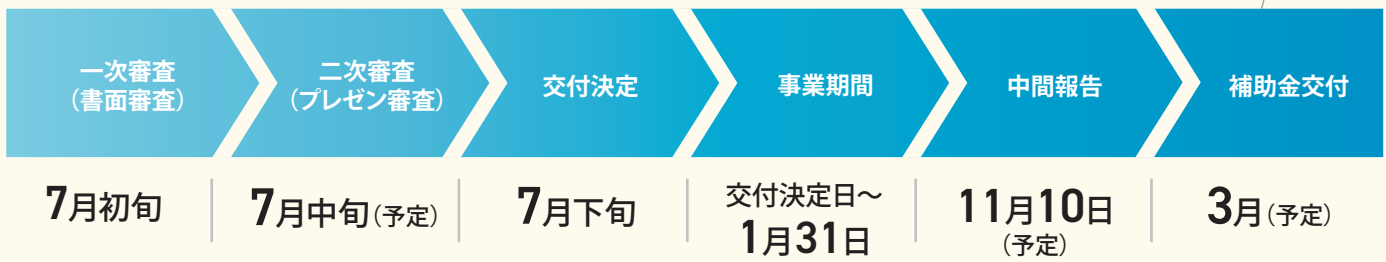 一次審査
（書面審査）
二次審査
（プレゼン審査）
交付決定
事業期間
中間報告
補助金交付
7月初旬
7月中旬（予定）
7月下旬
交付決定日～
1月31日
11月10日
（予定）
3月（予定）